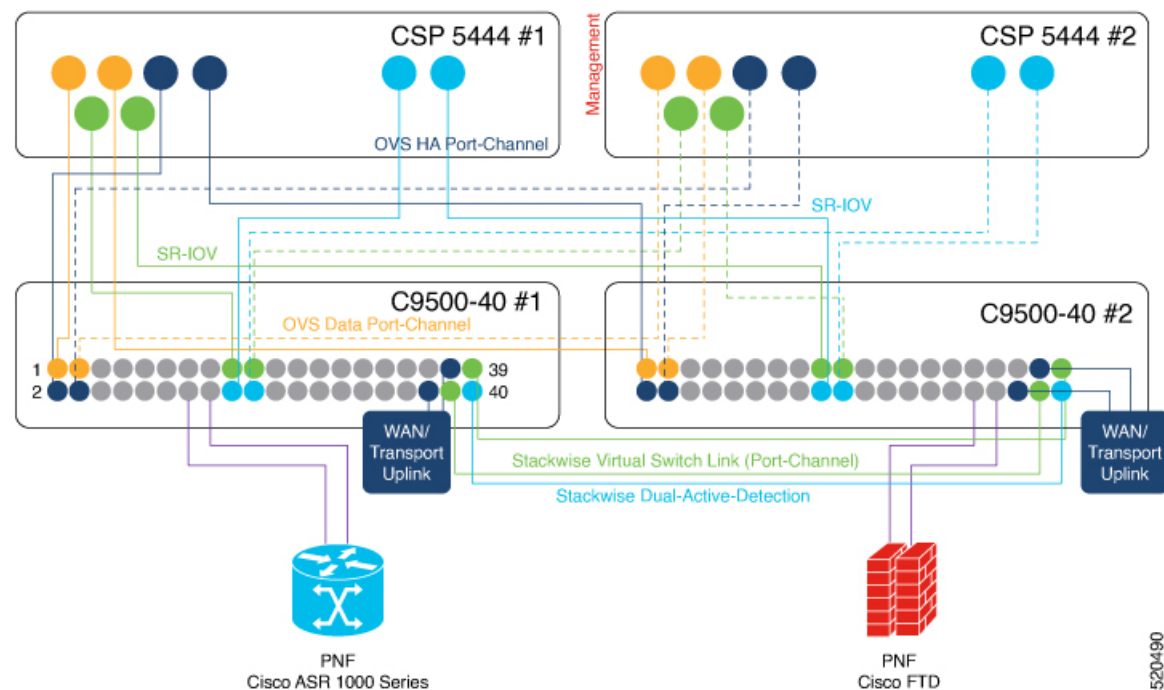 CSP 5444 #1
CSP 5444 #2
Management
OVS HA Port-Channel
SR-IOV
SR-IOV
C9500-40 #1
C9500-40 #2
OVS Data Port-Channel
1
39
2
40
WAN/
Transport
Uplink
WAN/
Transport
Uplink
Stackwise Virtual Switch Link (Port-Channel)
Stackwise Dual-Active-Detection
PNF
Cisco ASR 1000 Series
PNF
Cisco FTD
520490